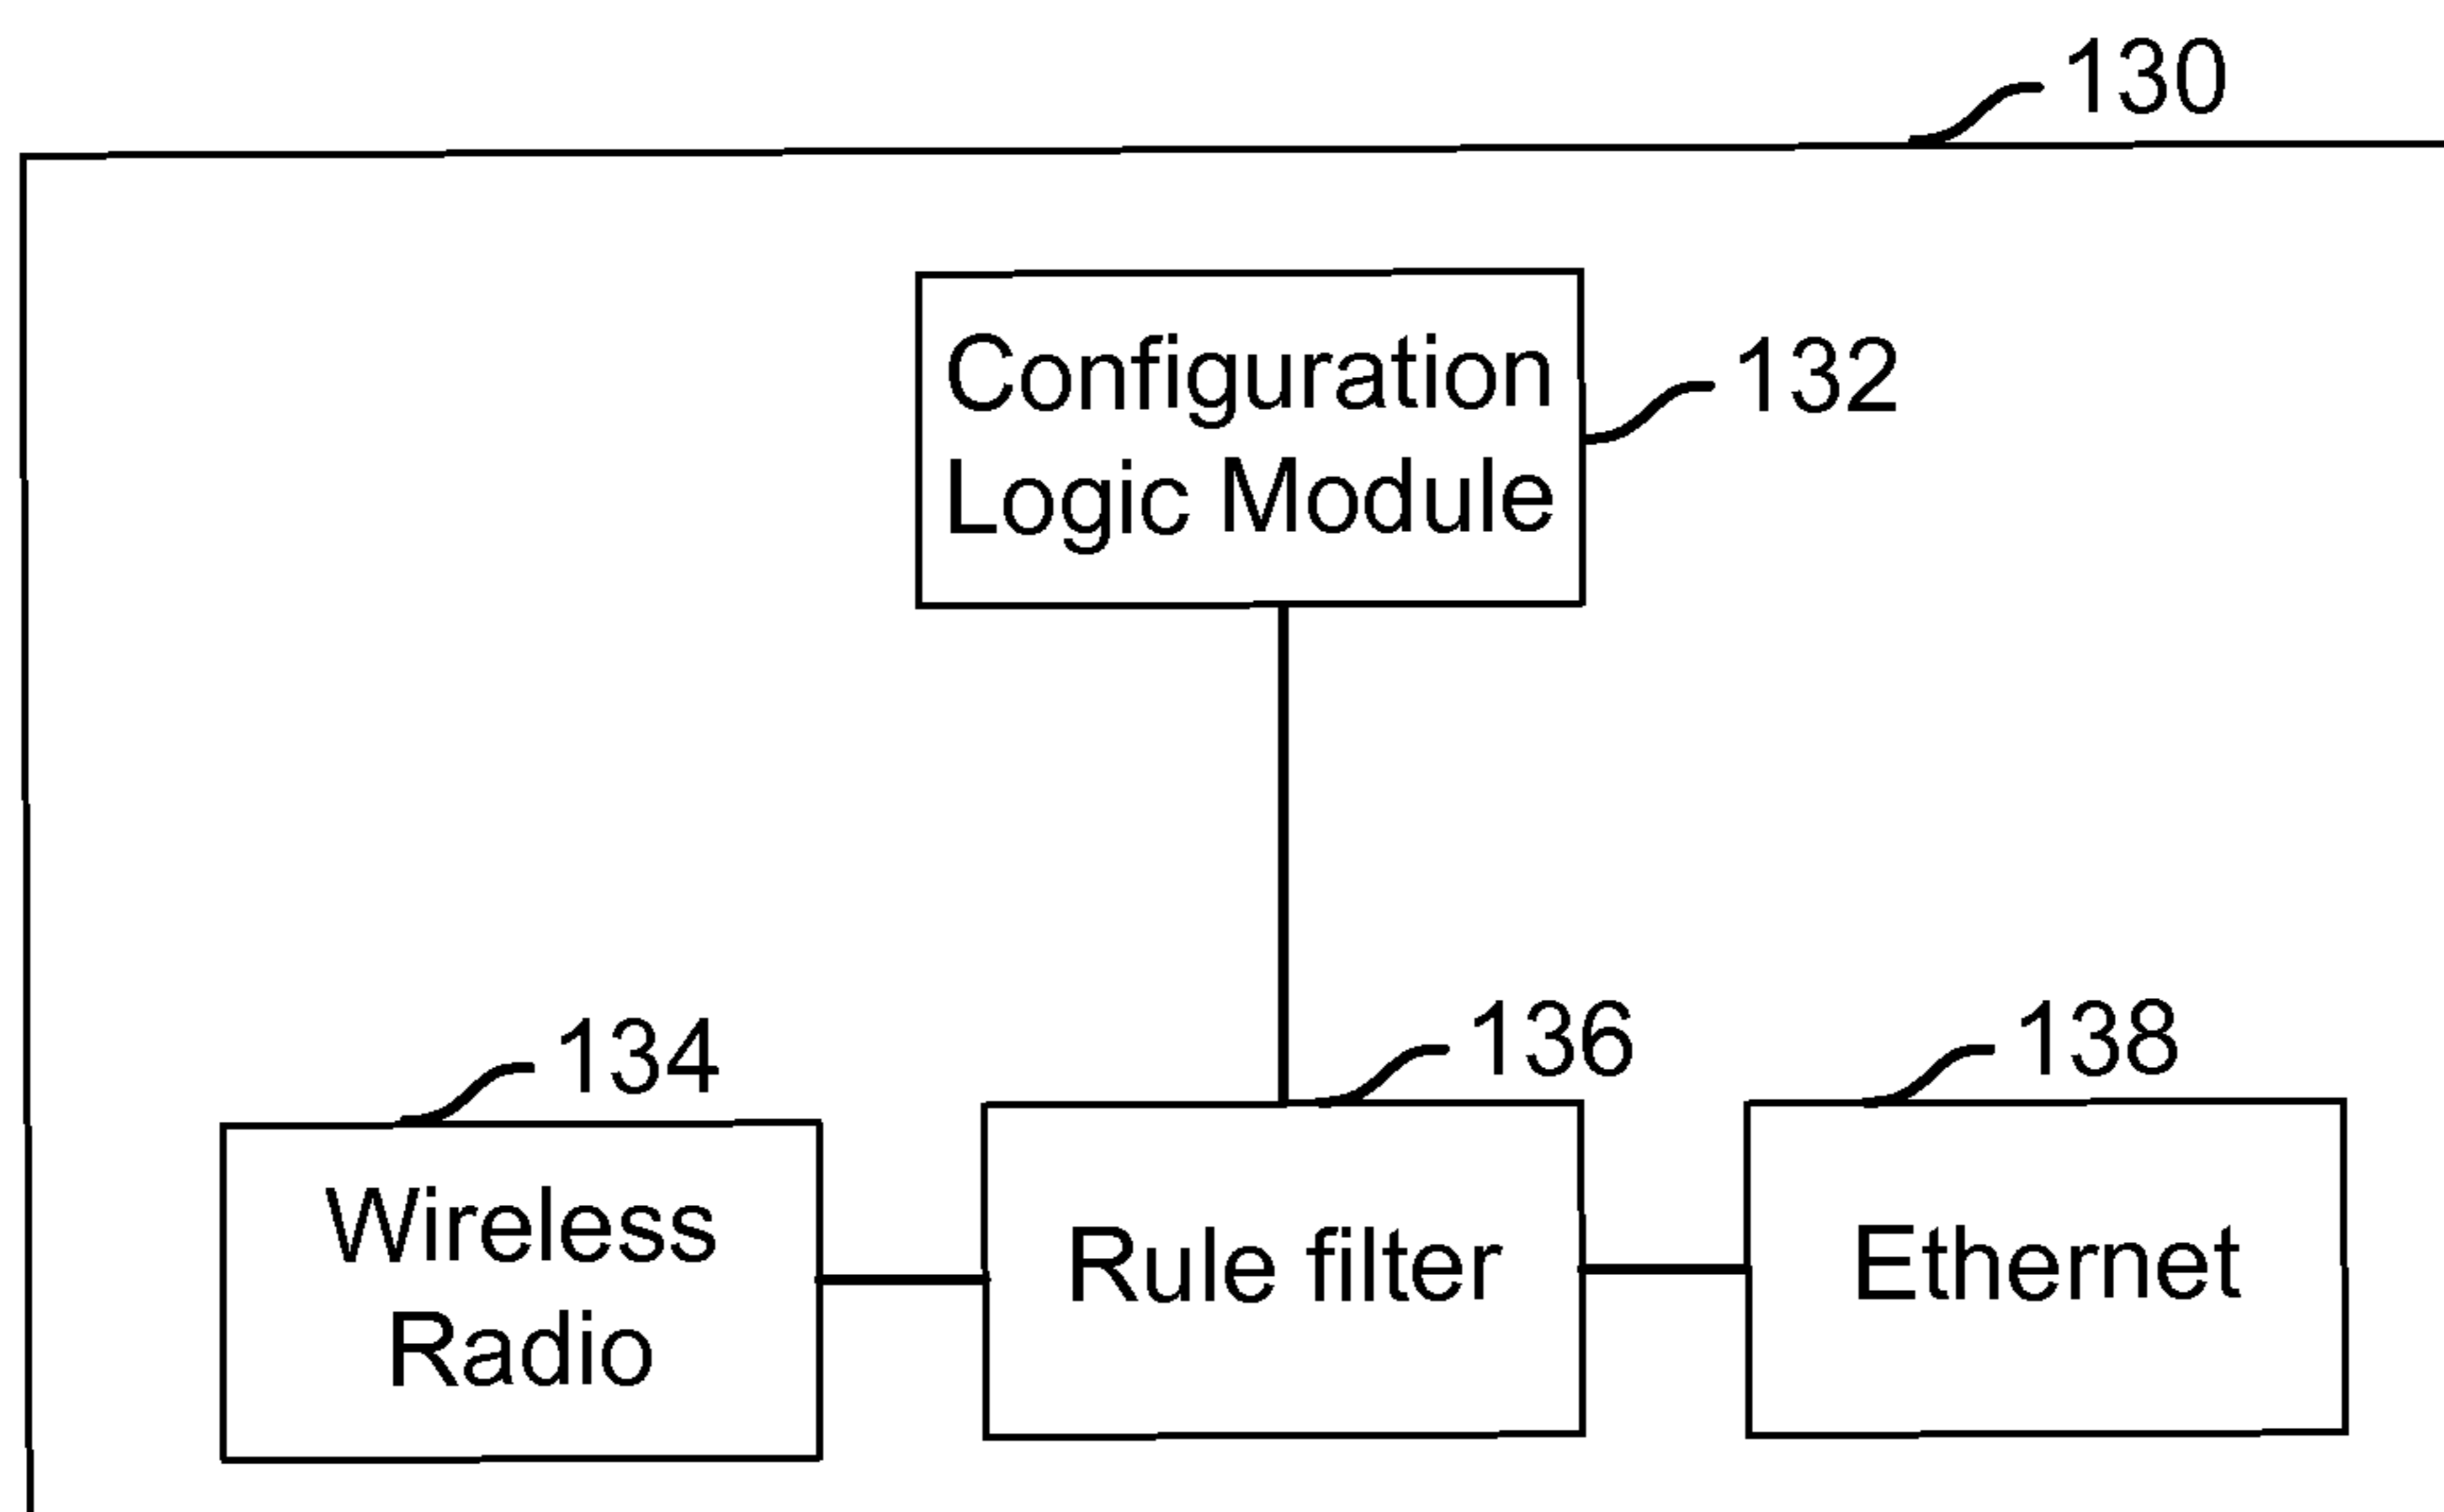 130
Configuration
Logic Module
132
134
136
138
Wireless
Radio
Rule filter
Ethernet